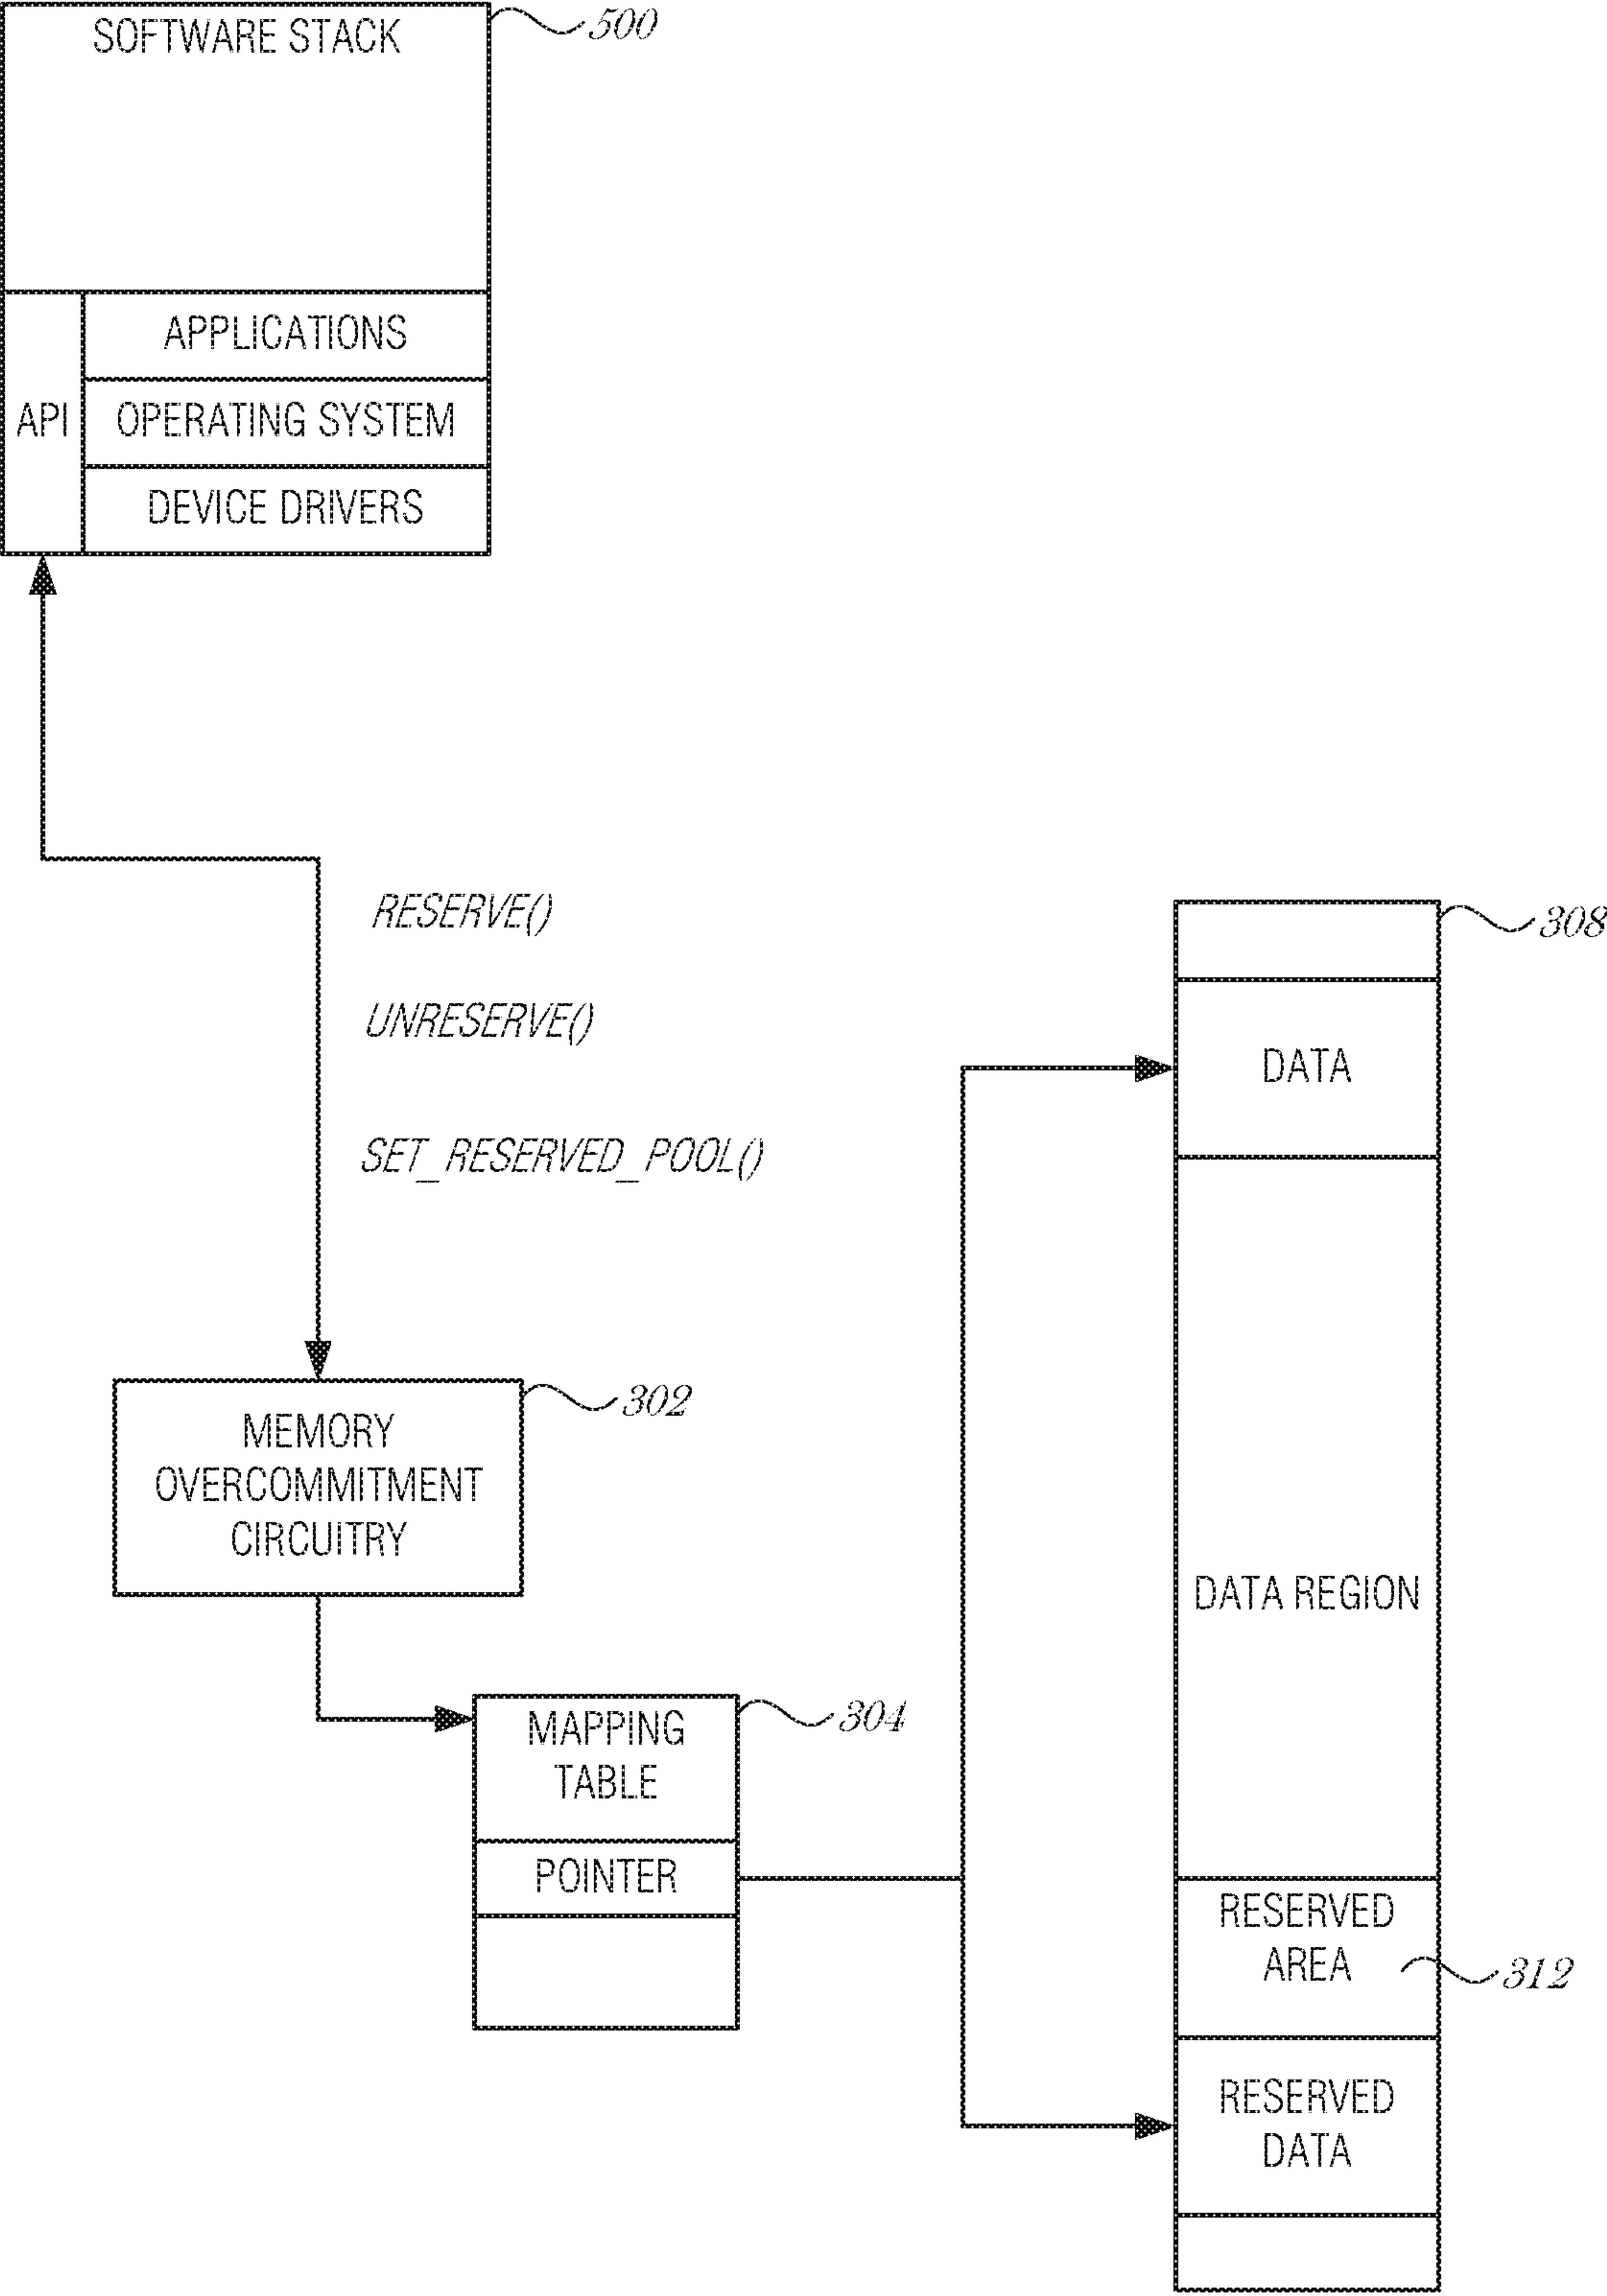 SOFTWARE STACK
500
APPLICATIONS
API
OPERATING SYSTEM
DEVICE DRIVERS
RESERVE()
308
UNRESERVE()
DATA
SET_RESERVED_POOL()
302
MEMORY
OVERCOMMITMENT
CIRCUITRY
DATA REGION
304
MAPPING
TABLE
POINTER
RESERVED
AREA
312
RESERVED
DATA